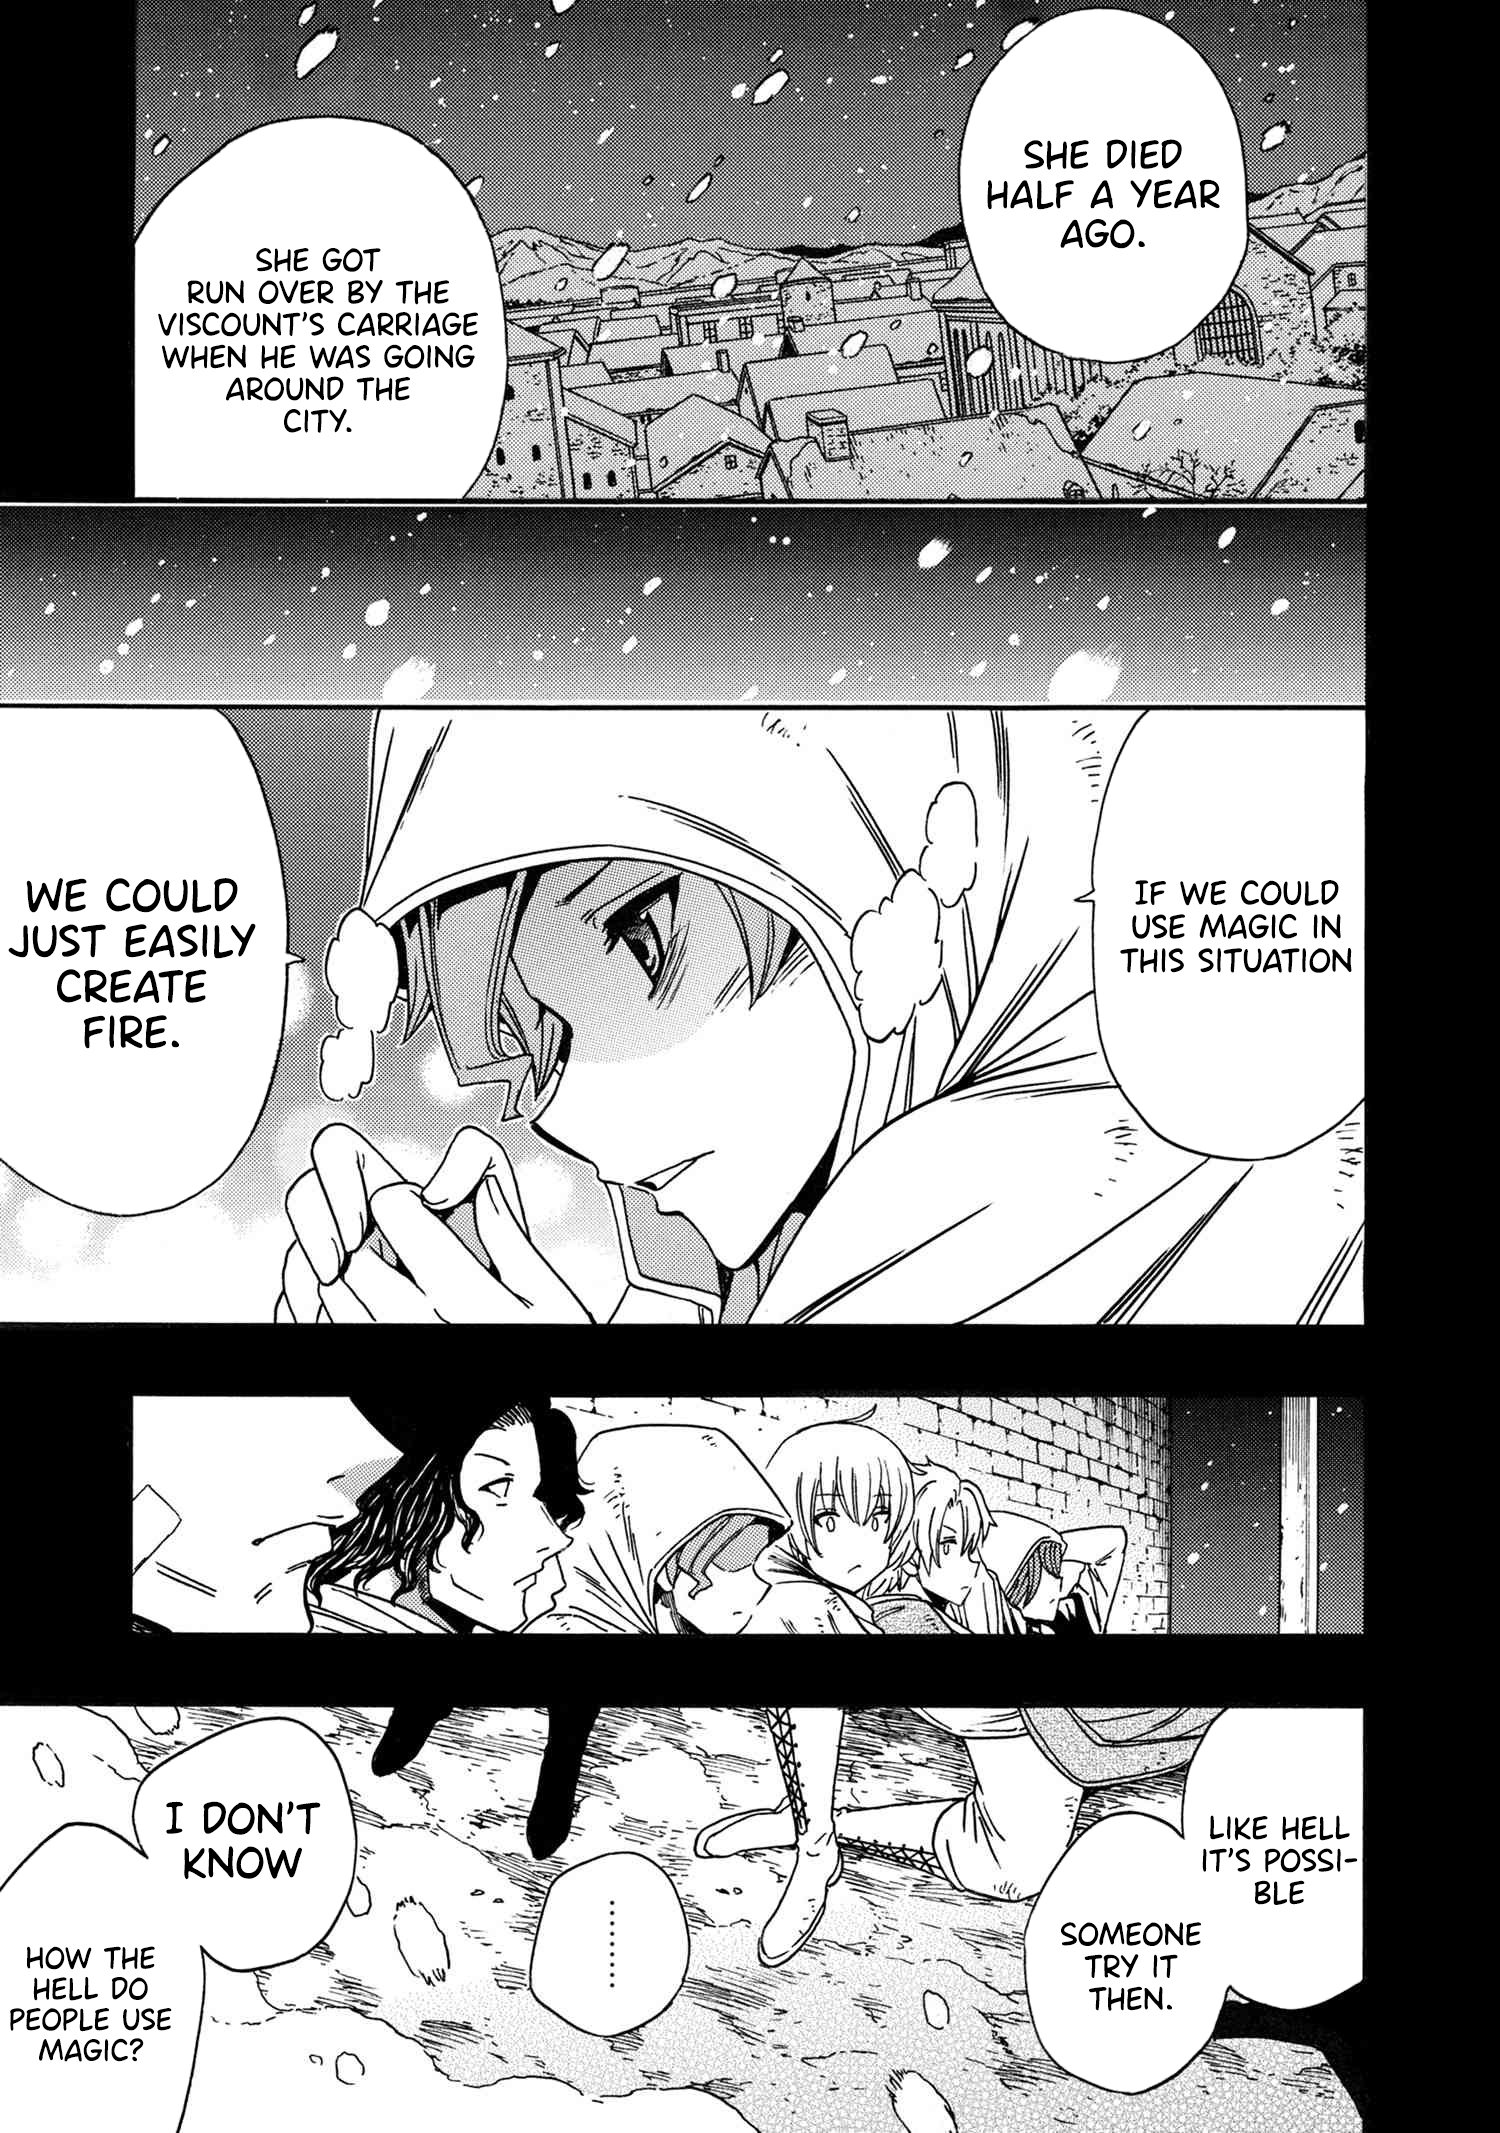 SHE DIED
HALF A YEAR
AGO.
SHE GOT
RUN OVER BY THE
VISCOUNT'S CARRIAGE
WHEN HE WAS GOING
AROUND THE
CITY.
IF WE COULD
USE MAGIC IN
THIS SITUATION
WE COULD
JUST EASILY
CREATE
FIRE.
LIKE HELL
IT'S POSSI-
BLE
SOMEONE
TRY IT
THEN.
........
I DON'T
KNOW
HOW THE
HELL DO
PEOPLE USE
MAGIC?